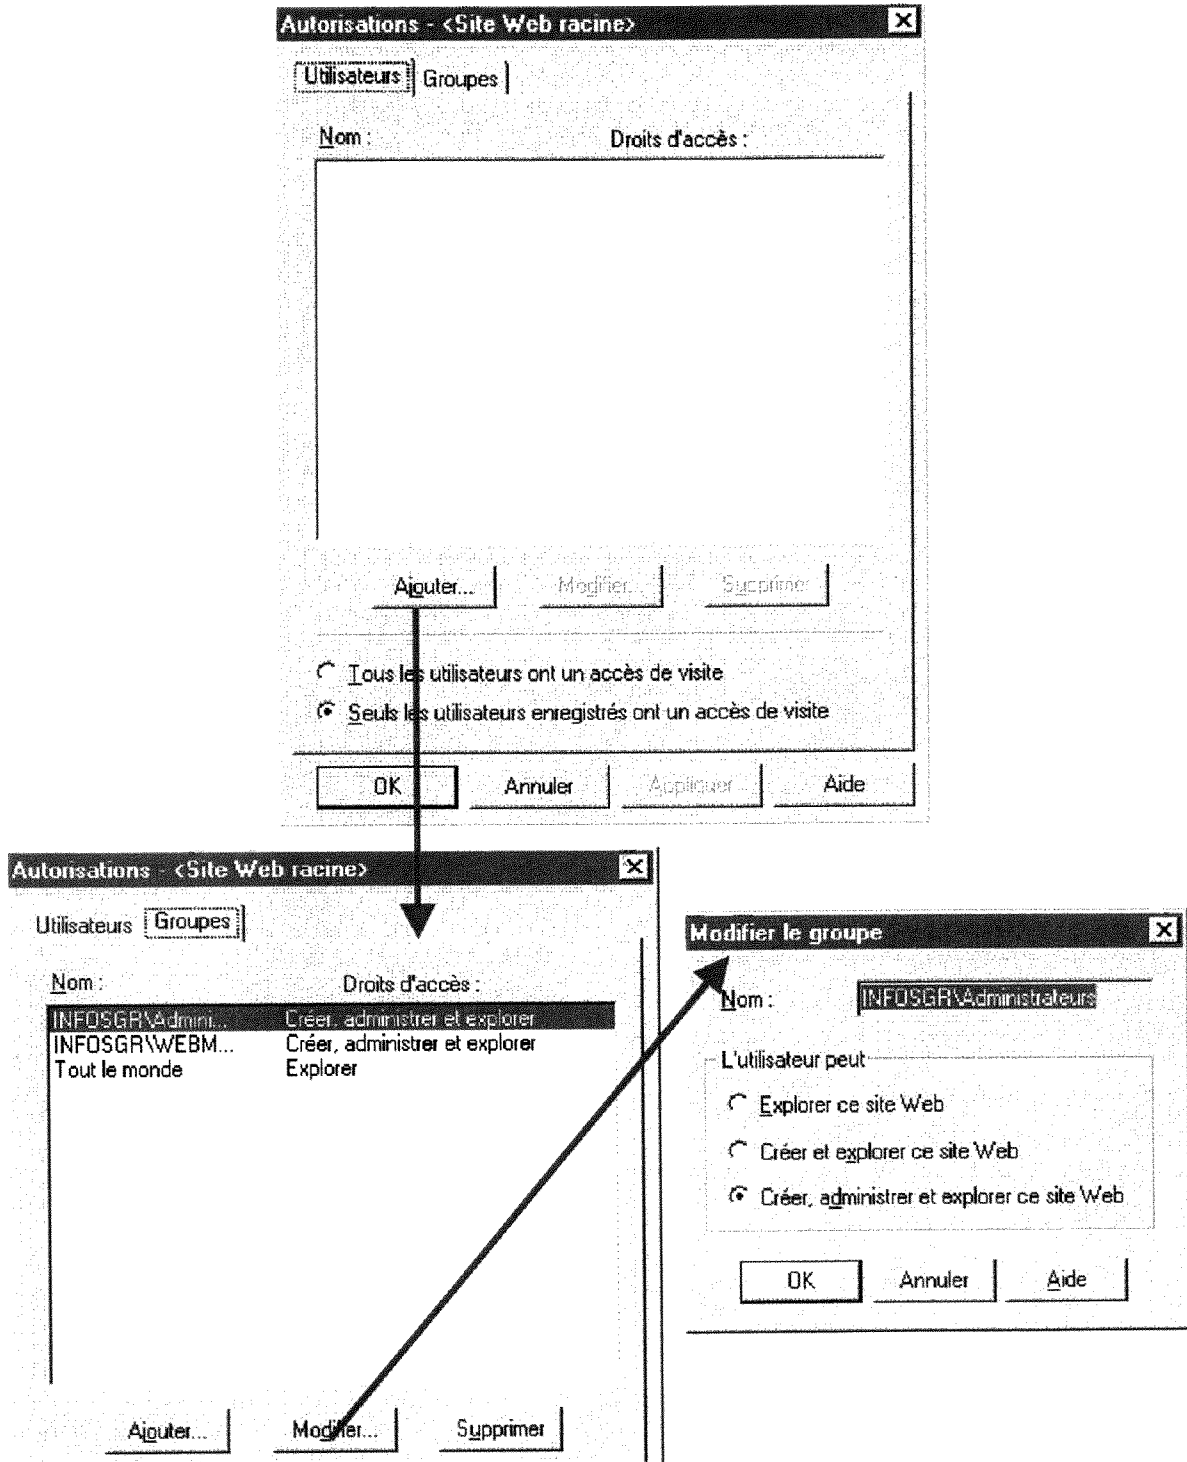 Autorisations - <Site Web racine>
Utilisateurs Groupes
Nom : Droits d'accès :
Ajouter... Modifier... Supprimer
Tous les utilisateurs ont un accès de visite
Seuls les utilisateurs enregistrés ont un accès de visite
OK Annuler Appliquer Aide
Autorisations - <Site Web racine>
Utilisateurs Groupes
Nom : Droits d'accès :
INFOSGR\Admini... Créer, administrer et explorer
INFOSGR\WEBM... Créer, administrer et explorer
Tout le monde Explorer
Ajouter... Modifier... Supprimer
Modifier le groupe
Nom : INFOSGR\Administrateurs
L'utilisateur peut
Explorer ce site Web
Créer et explorer ce site Web
Créer, administrer et explorer ce site Web
OK Annuler Aide